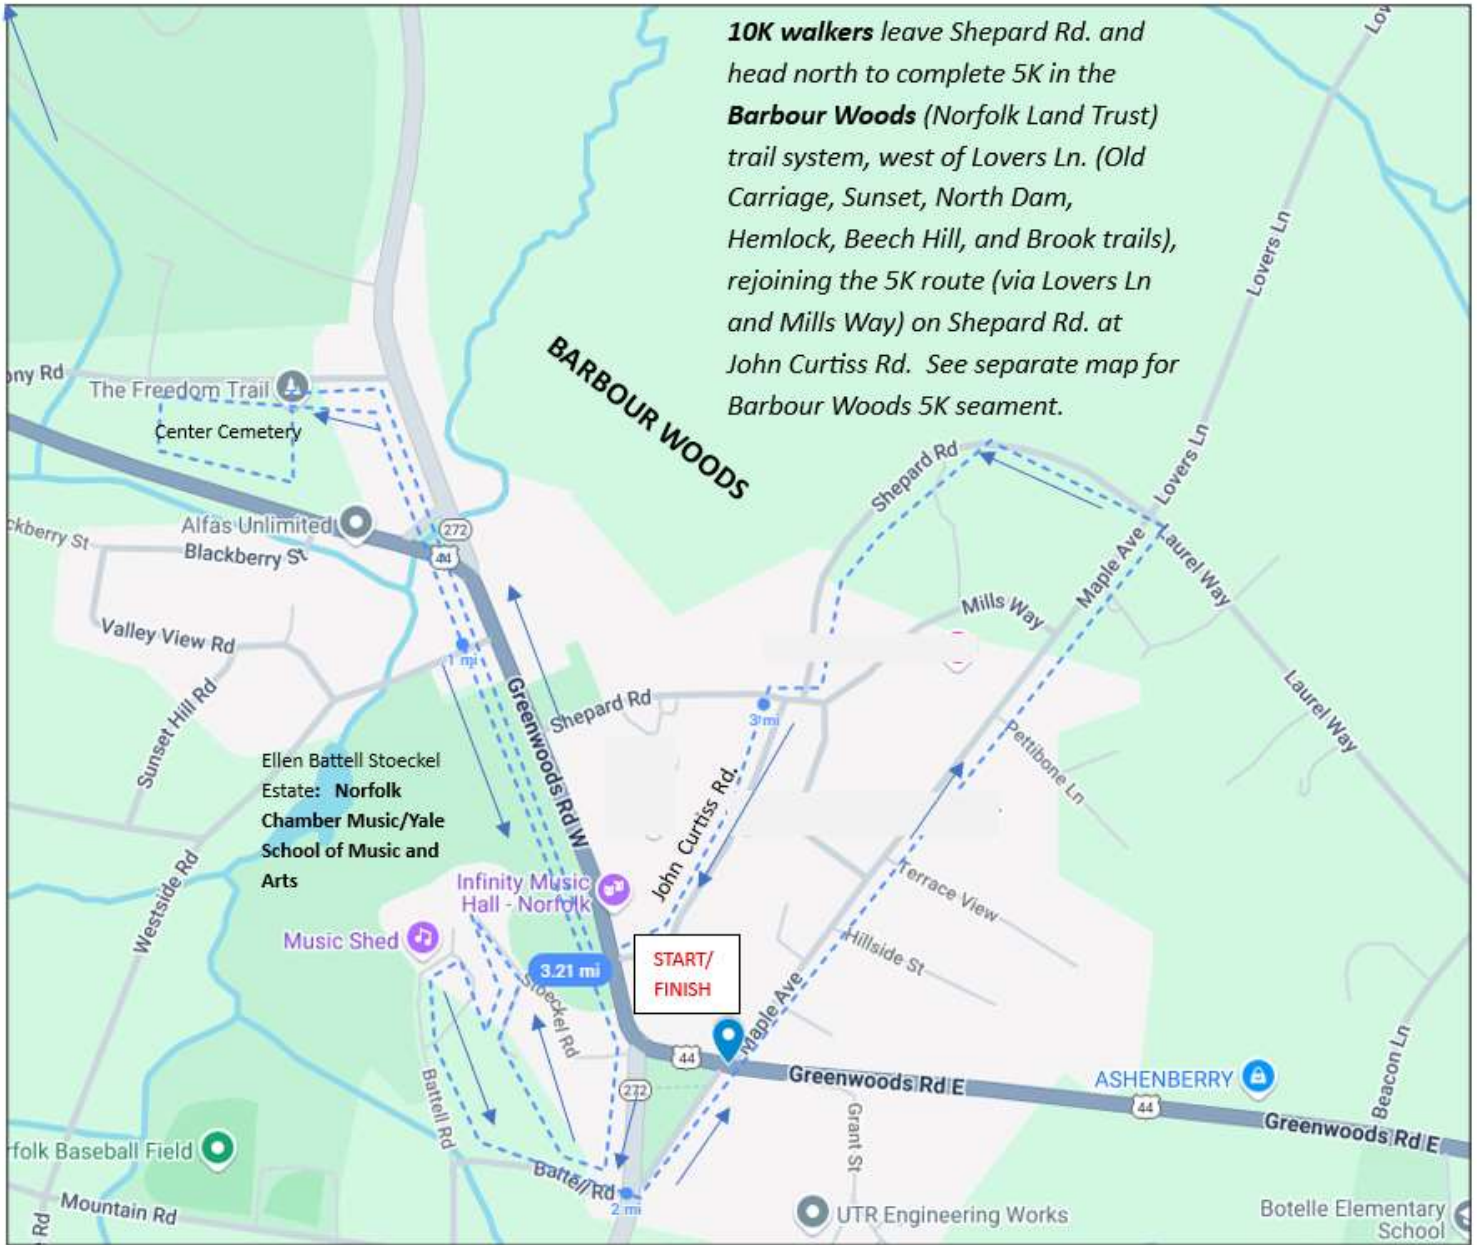 10K walkers leave Shepard Rd. and
head north to complete 5K in the
Barbour Woods (Norfolk Land Trust)
trail system, west of Lovers Ln. (Old
Carriage, Sunset, North Dam,
Hemlock, Beech Hill, and Brook trails),
rejoining the 5K route (via Lovers Ln
and Mills Way) on Shepard Rd. at
John Curtiss Rd. See separate map for
Barbour Woods 5K seament.
Lov
Lovers Ln
BARBOUR WOODS
ony Rd
The Freedom Trail
Center Cemetery
Shepard Rd
Lovers Ln
272
Alfas Unlimited
ckberry St
Blackberry St
44
Maple Ave
Laurel Way
Mills Way
Valley View Rd
1 mi
Greenwoods Rd W
Sunset Hill Rd
Shepard Rd
3 mi
Laurel Way
Pettibone Ln
Ellen Battell Stoeckel
Estate: Norfolk
Chamber Music/Yale
School of Music and
Arts
John Curtiss Rd.
Westside Rd
Infinity Music
Hall - Norfolk
Terrace View
Music Shed
Hillside St
3.21 mi
START/
FINISH
Stoeckel Rd
Maple Ave
44
Greenwoods Rd E
ASHENBERRY
Beacon Ln
272
44
Greenwoods Rd E
Battell Rd
Grant St
rfolk Baseball Field
Battell Rd
2 mi
Mountain Rd
Rd
UTR Engineering Works
Botelle Elementary
School